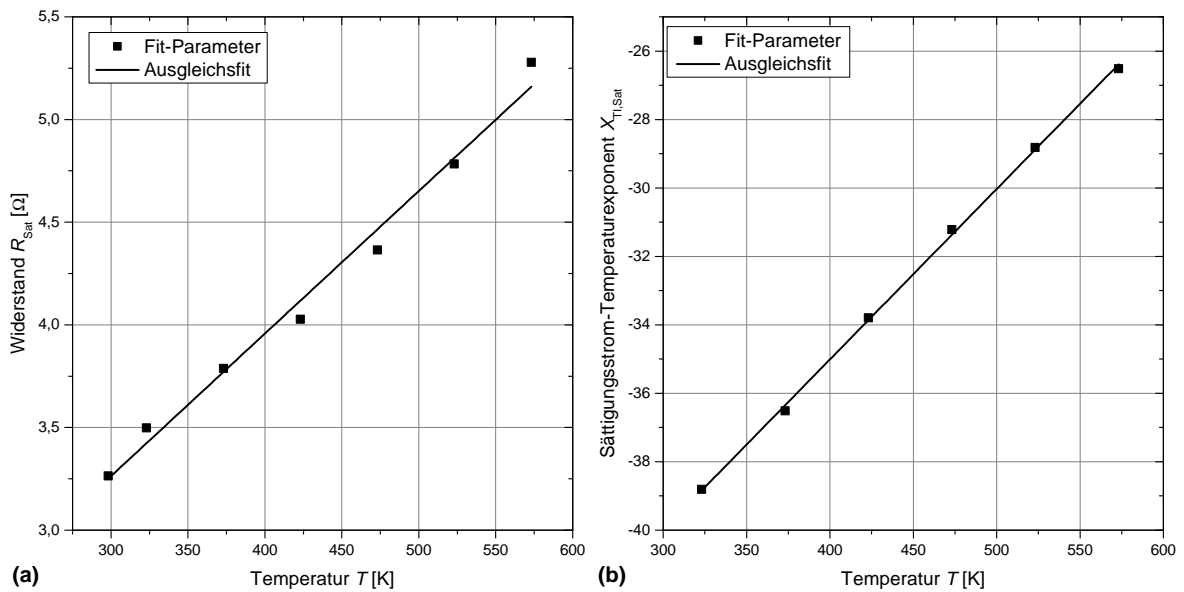 5,5
5,0
4,5
4,0
3,5
3,0
Widerstand R_Sat [Ω]
Fit-Parameter
Ausgleichsfit
300 350 400 450 500 550 600
Temperatur T [K]
(a)
-26
-28
-30
-32
-34
-36
-38
-40
Sättigungsstrom-Temperaturexponent X_TI,Sat
Fit-Parameter
Ausgleichsfit
300 350 400 450 500 550 600
Temperatur T [K]
(b)